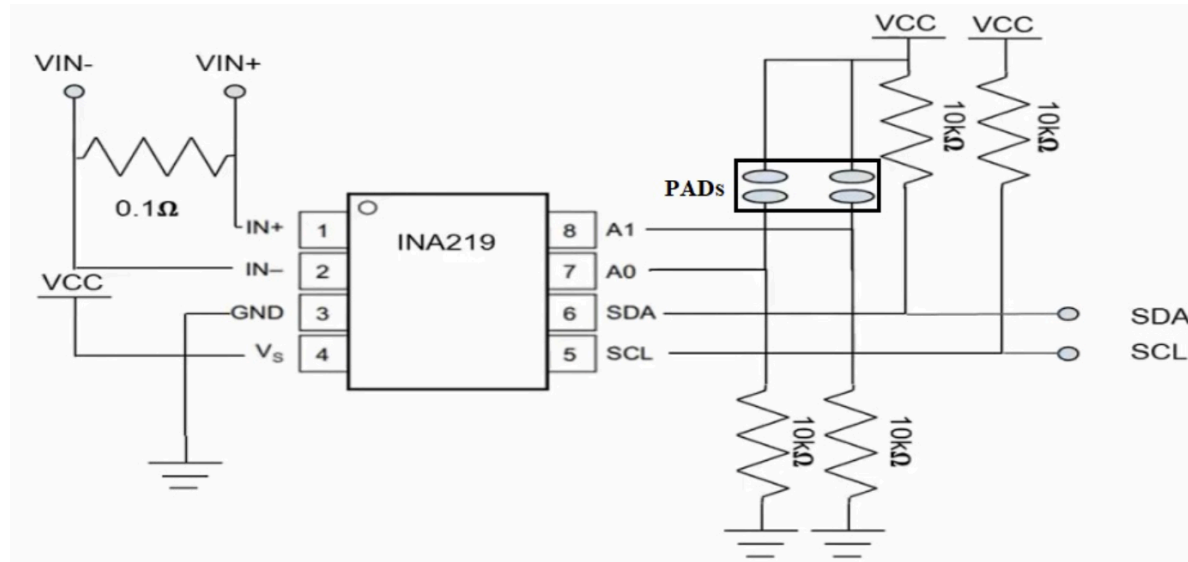 VCC VCC
VIN- VIN+
10kΩ 10kΩ
PADs
0.1Ω
INA219
IN+ 1 8 A1
IN– 2 7 A0
VCC
GND 3 6 SDA SDA
VS 4 5 SCL SCL
10kΩ 10kΩ